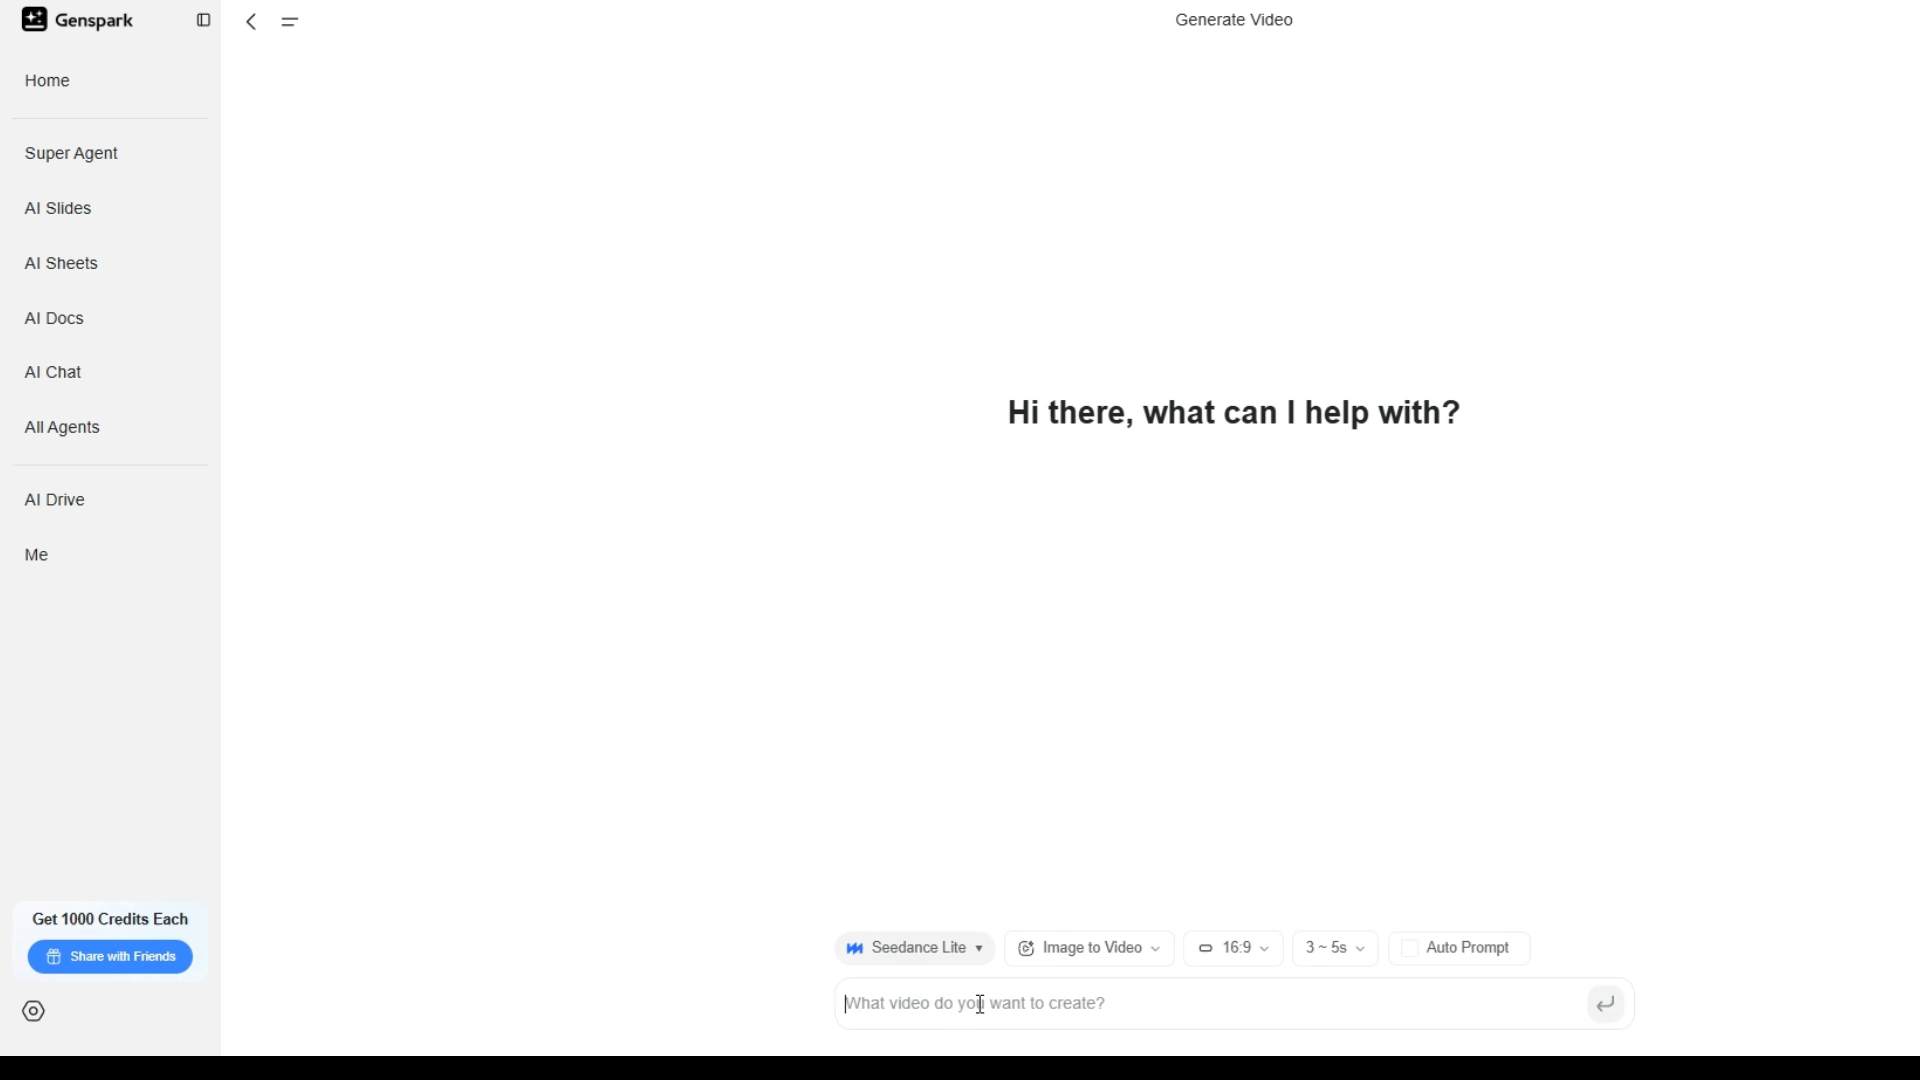 Genspark
Generate Video
Home
Super Agent
AI Slides
AI Sheets
AI Docs
AI Chat
All Agents
AI Drive
Me
Hi there, what can I help with?
Get 1000 Credits Each
Share with Friends
Seedance Lite
Image to Video
16:9
3 ~ 5s
Auto Prompt
What video do you want to create?